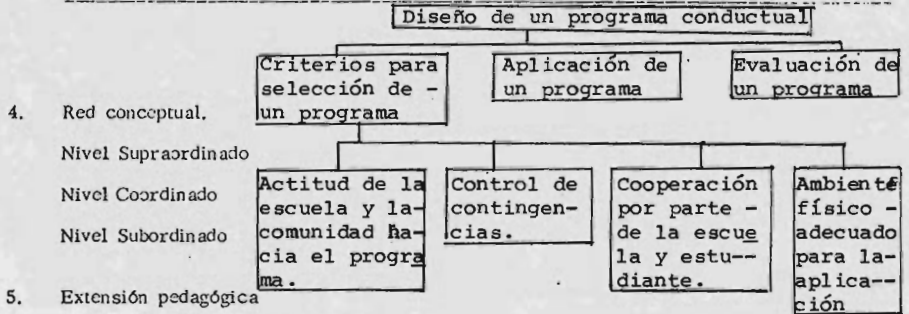 Diseño de un programa conductual
Criterios para
selección de -
un programa
Aplicación de
un programa
Evaluación de
un programa
4. Red conceptual.
Nivel Supraordinado
Nivel Coordinado
Nivel Subordinado
Actitud de la
escuela y la-
comunidad ha-
cia el progra
ma.
Control de
contingen-
cias.
Cooperación
por parte -
de la escue
la y estu--
diante.
Ambiente
físico -
adecuado
para la-
aplica--
ción
5. Extensión pedagógica